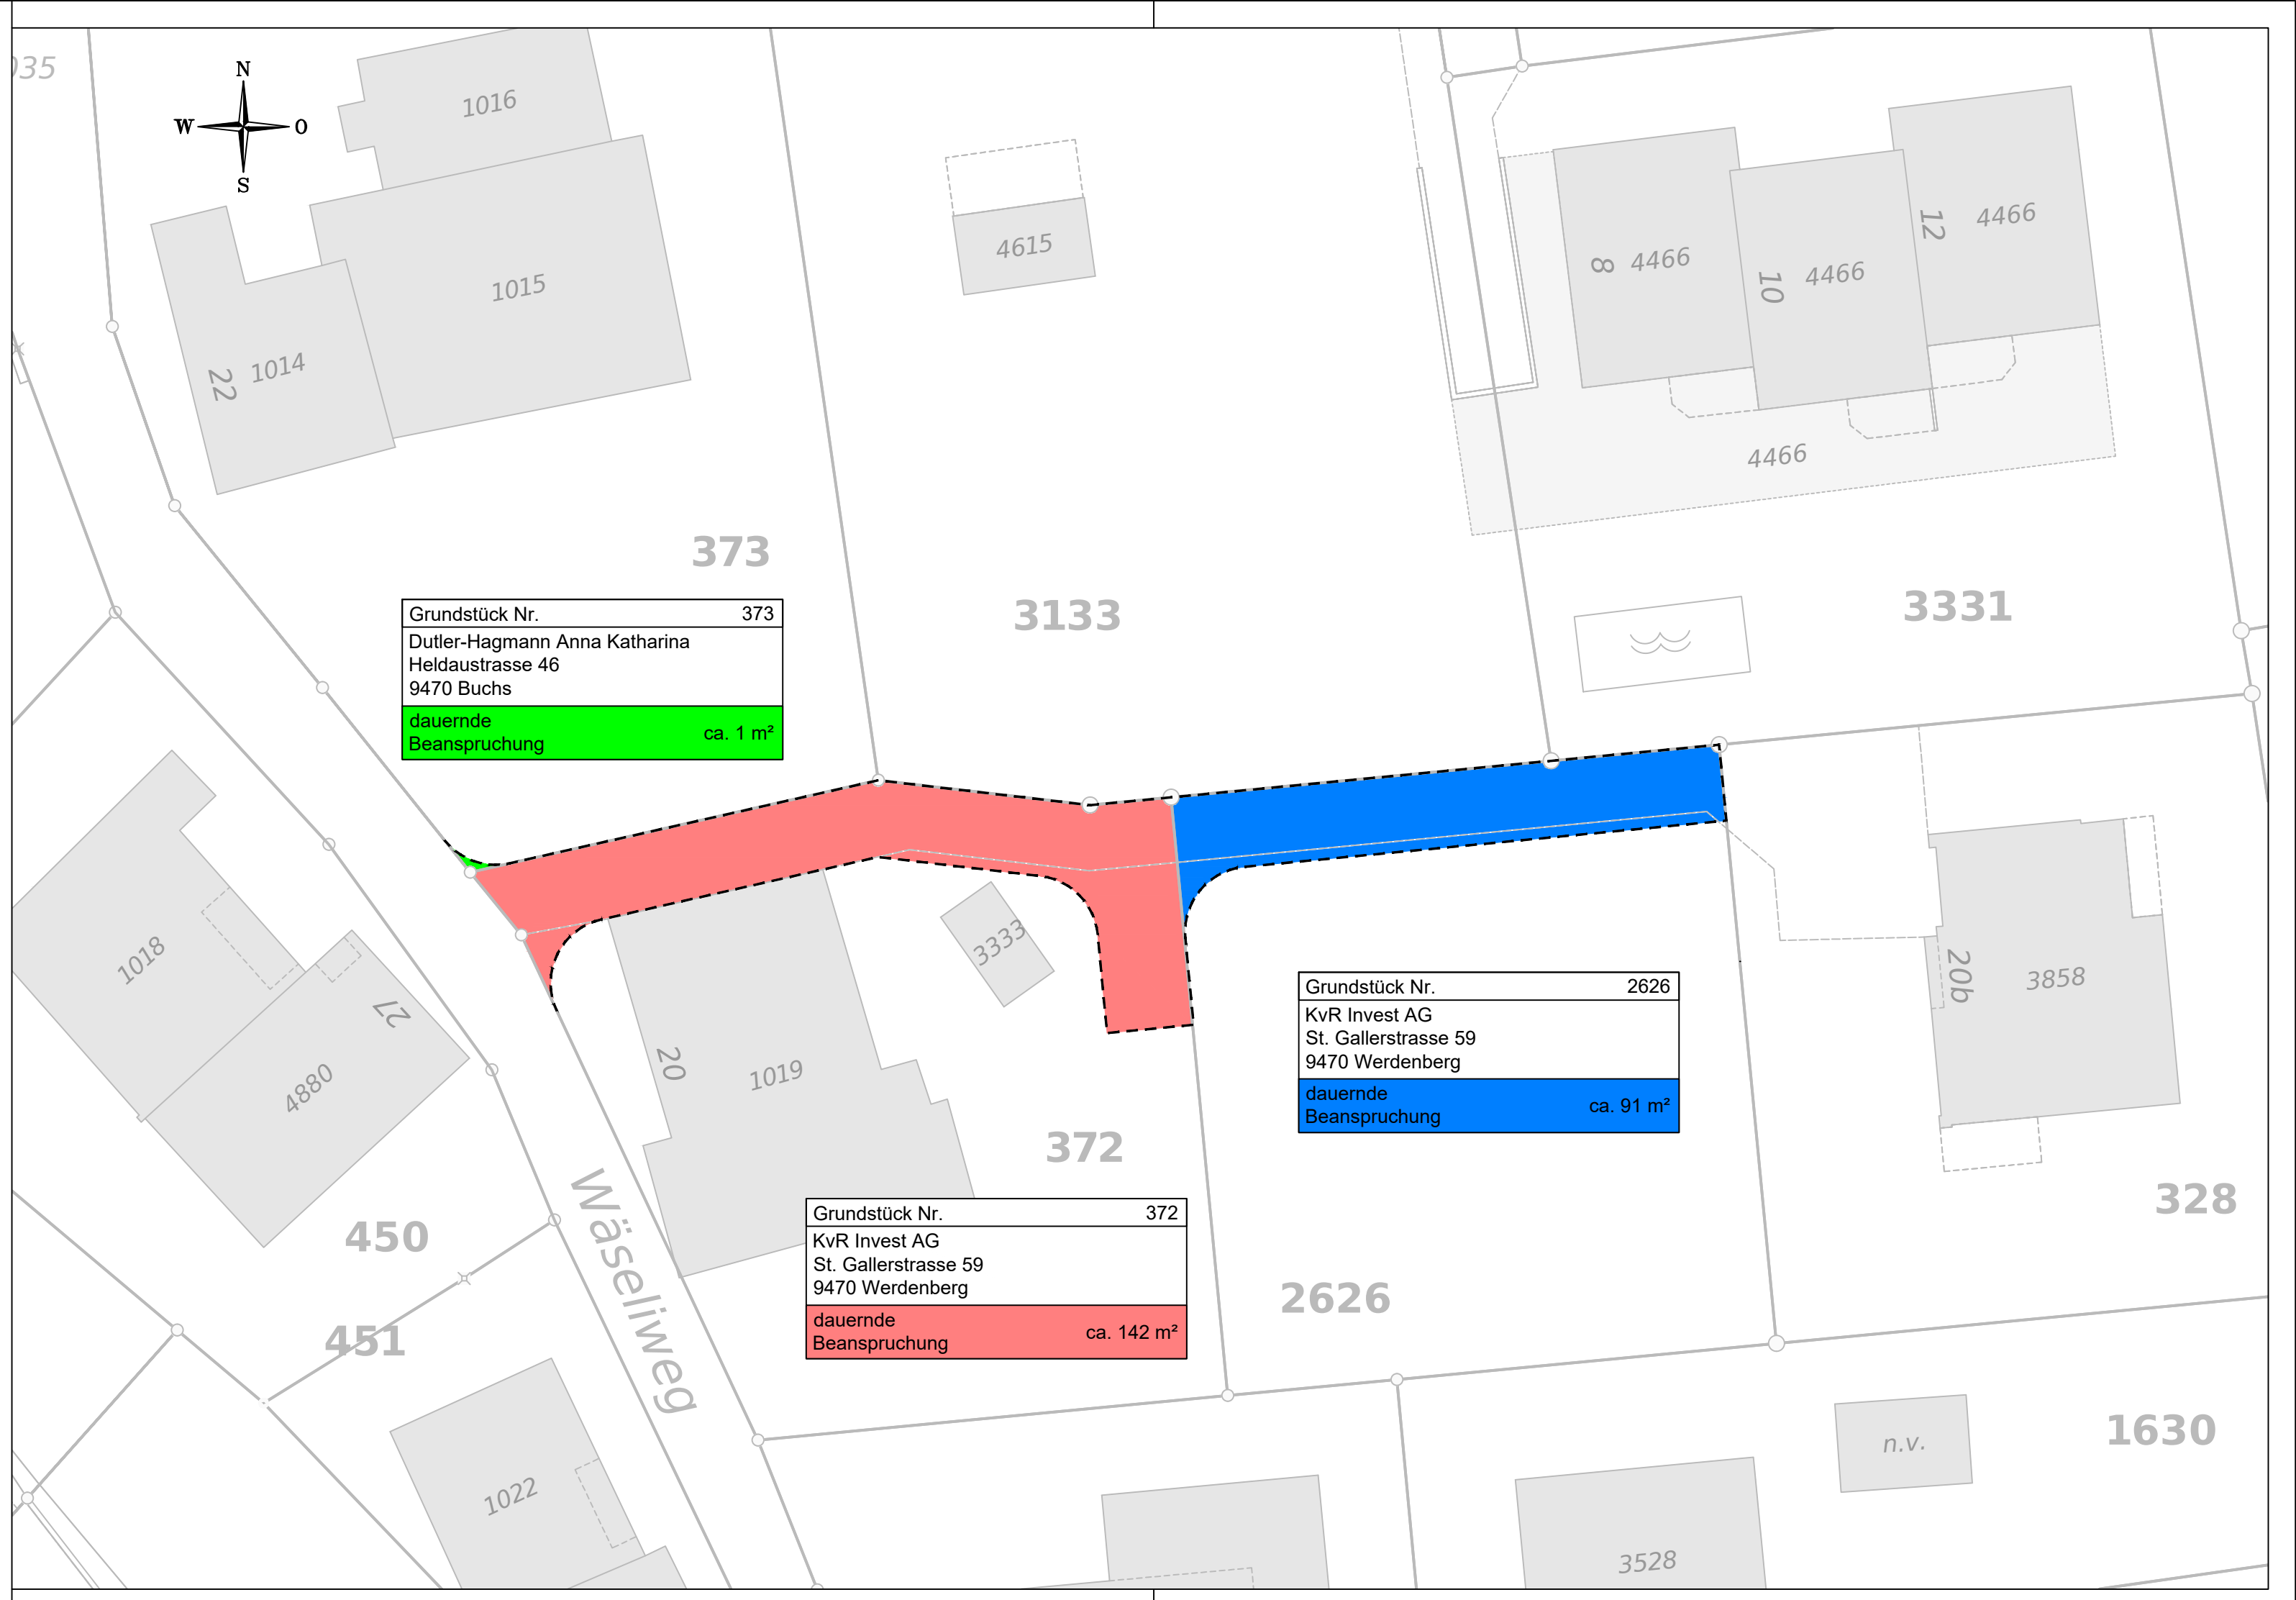 035
N
W O
S
1016
1015
22
1014
4615
8
4466
10
4466
12
4466
4466
373
3133
3331
Grundstück Nr. 373
Dutler-Hagmann Anna Katharina
Heldaustrasse 46
9470 Buchs
dauernde
Beanspruchung
ca. 1 m²
1018
27
4880
3333
20
1019
372
Grundstück Nr. 2626
KvR Invest AG
St. Gallerstrasse 59
9470 Werdenberg
dauernde
Beanspruchung
ca. 91 m²
20b
3858
328
450
451
Wäseliweg
Grundstück Nr. 372
KvR Invest AG
St. Gallerstrasse 59
9470 Werdenberg
dauernde
Beanspruchung
ca. 142 m²
2626
1022
n.v.
1630
3528